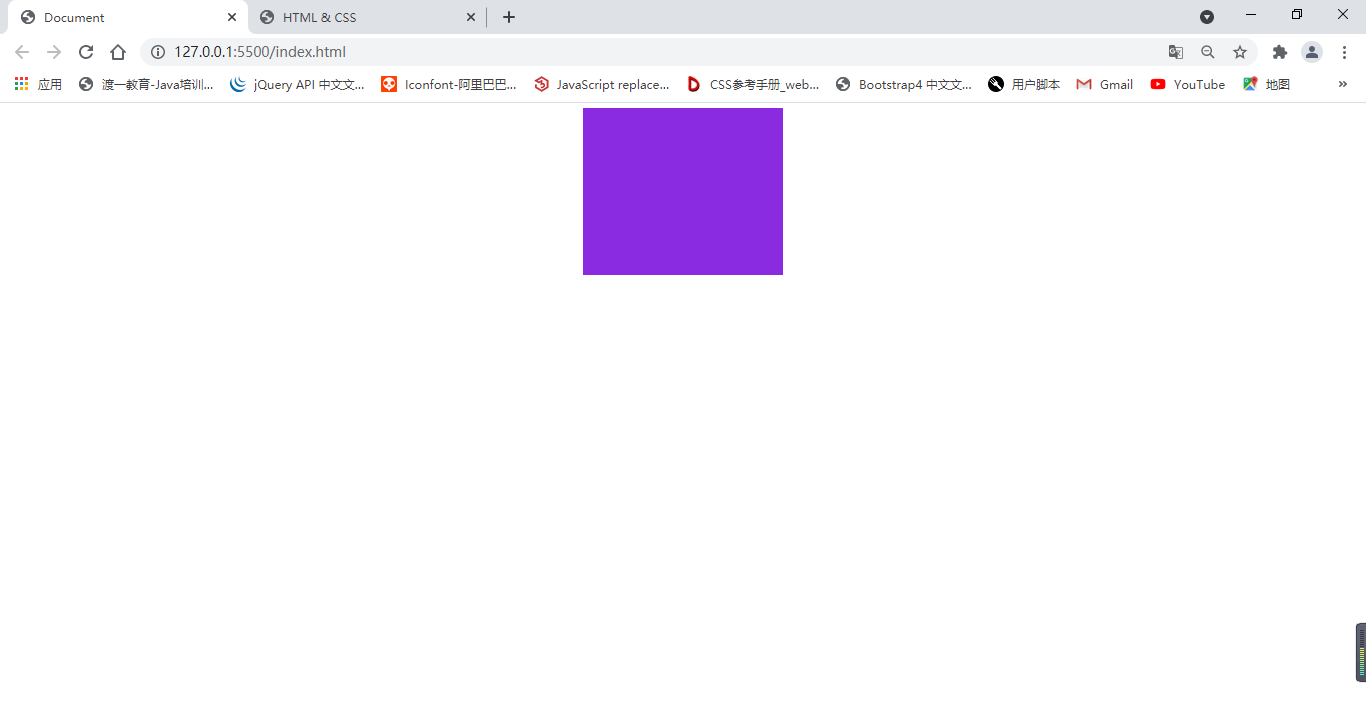 Document
HTML & CSS
127.0.0.1:5500/index.html
应用
渡一教育-Java培训...
jQuery API 中文文...
Iconfont-阿里巴巴...
JavaScript replace...
CSS参考手册_web...
Bootstrap4 中文文...
用户脚本
Gmail
YouTube
地图
»